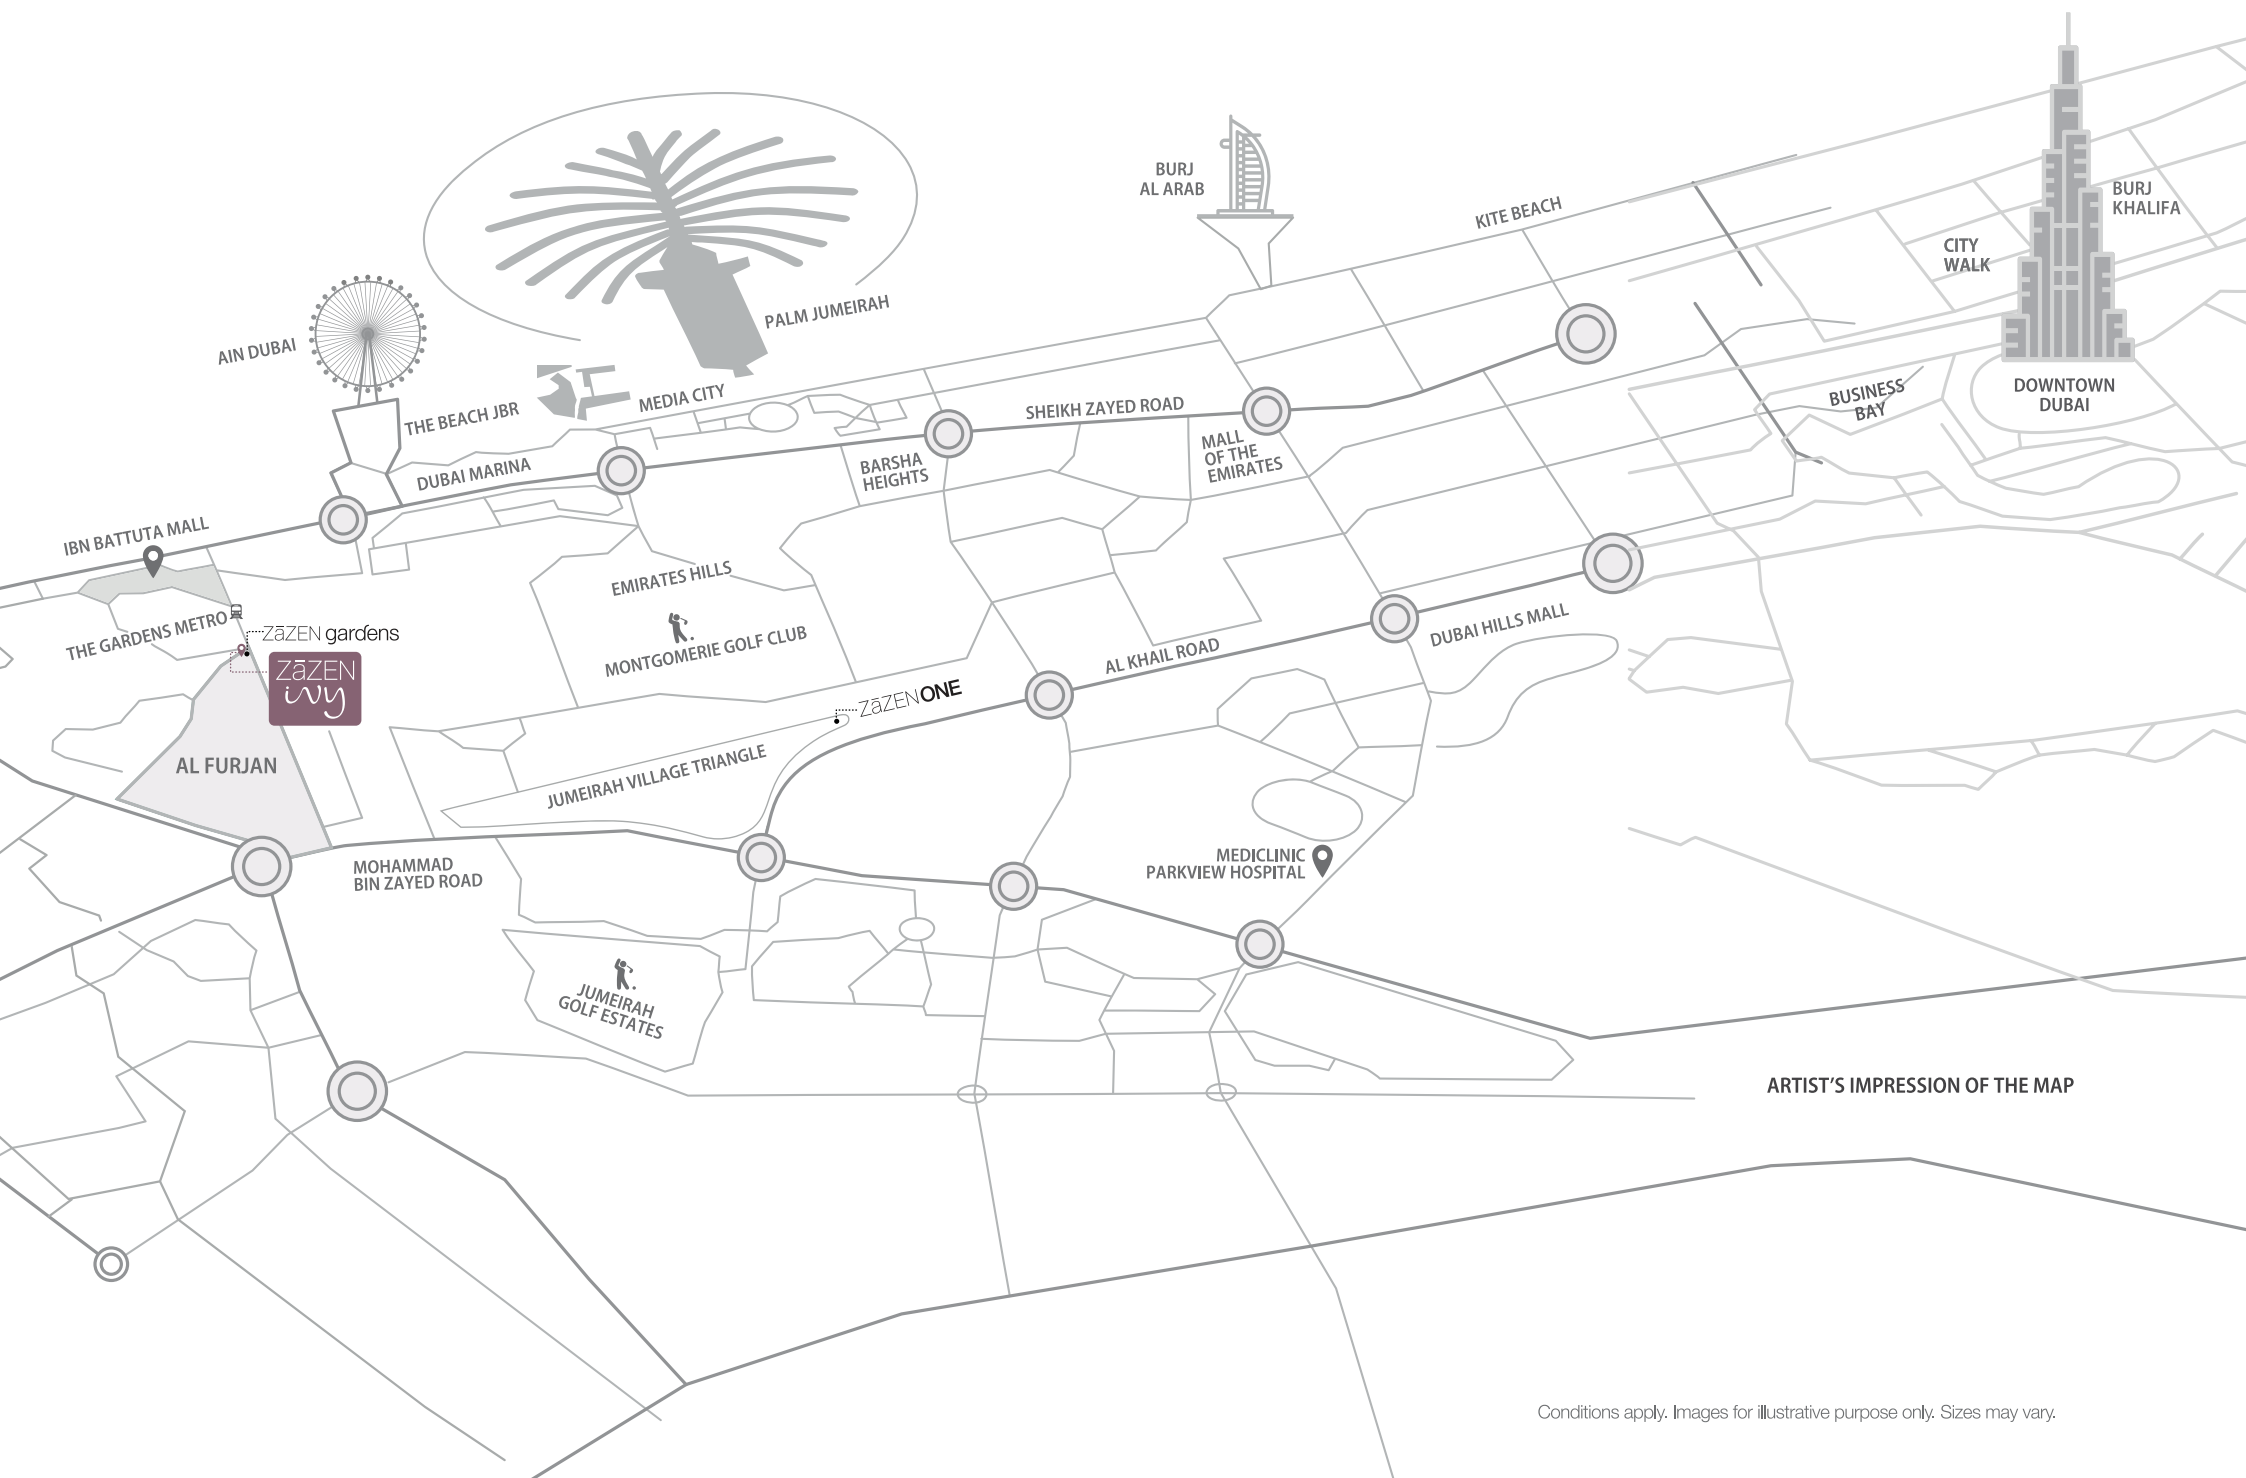 BURJ
AL ARAB
KITE BEACH
BURJ
KHALIFA
CITY
WALK
PALM JUMEIRAH
AIN DUBAI
MEDIA CITY
THE BEACH JBR
SHEIKH ZAYED ROAD
BUSINESS
BAY
DOWNTOWN
DUBAI
DUBAI MARINA
BARSHA
HEIGHTS
MALL
OF THE
EMIRATES
IBN BATTUTA MALL
EMIRATES HILLS
THE GARDENS METRO
ZāZEN gardens
MONTGOMERIE GOLF CLUB
AL KHAIL ROAD
DUBAI HILLS MALL
ZāZEN
ivy
ZāZEN ONE
AL FURJAN
JUMEIRAH VILLAGE TRIANGLE
MOHAMMAD
BIN ZAYED ROAD
MEDICLINIC
PARKVIEW HOSPITAL
JUMEIRAH
GOLF ESTATES
ARTIST’S IMPRESSION OF THE MAP
Conditions apply. Images for illustrative purpose only. Sizes may vary.